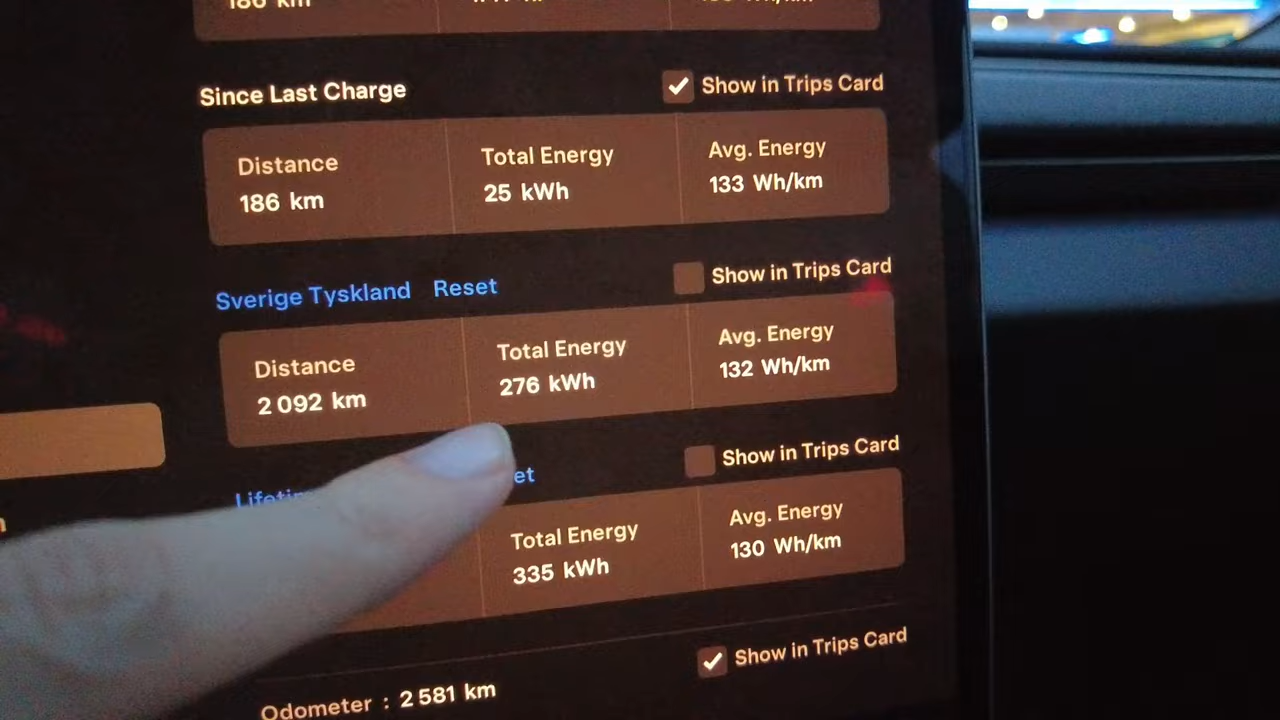 186 km
Since Last Charge
Show in Trips Card
Distance
Total Energy
Avg. Energy
186 km
25 kWh
133 Wh/km
Sverige Tyskland Reset
Show in Trips Card
Distance
Total Energy
Avg. Energy
2 092 km
276 kWh
132 Wh/km
Show in Trips Card
Total Energy
Avg. Energy
335 kWh
130 Wh/km
Show in Trips Card
Odometer : 2 581 km